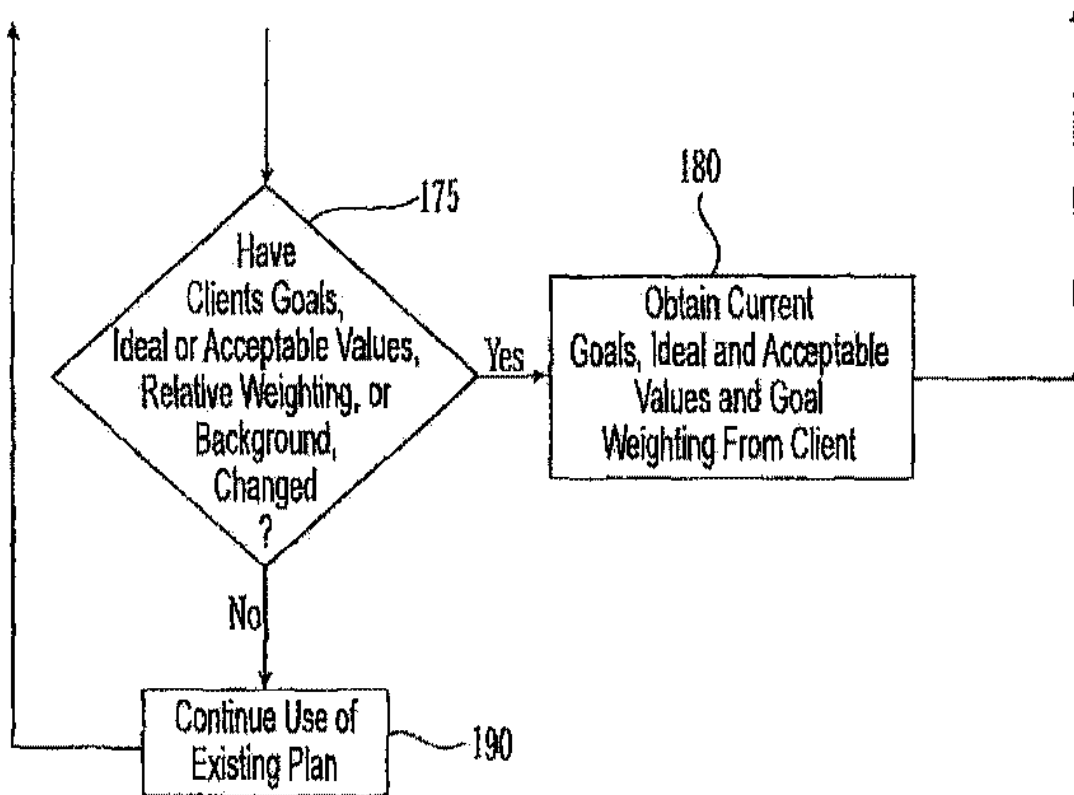 175
180
Have
Clients Goals,
Ideal or Acceptable Values,
Relative Weighting, or
Background,
Changed
?
Yes
Obtain Current
Goals, Ideal and Acceptable
Values and Goal
Weighting From Client
No
Continue Use of
Existing Plan
190